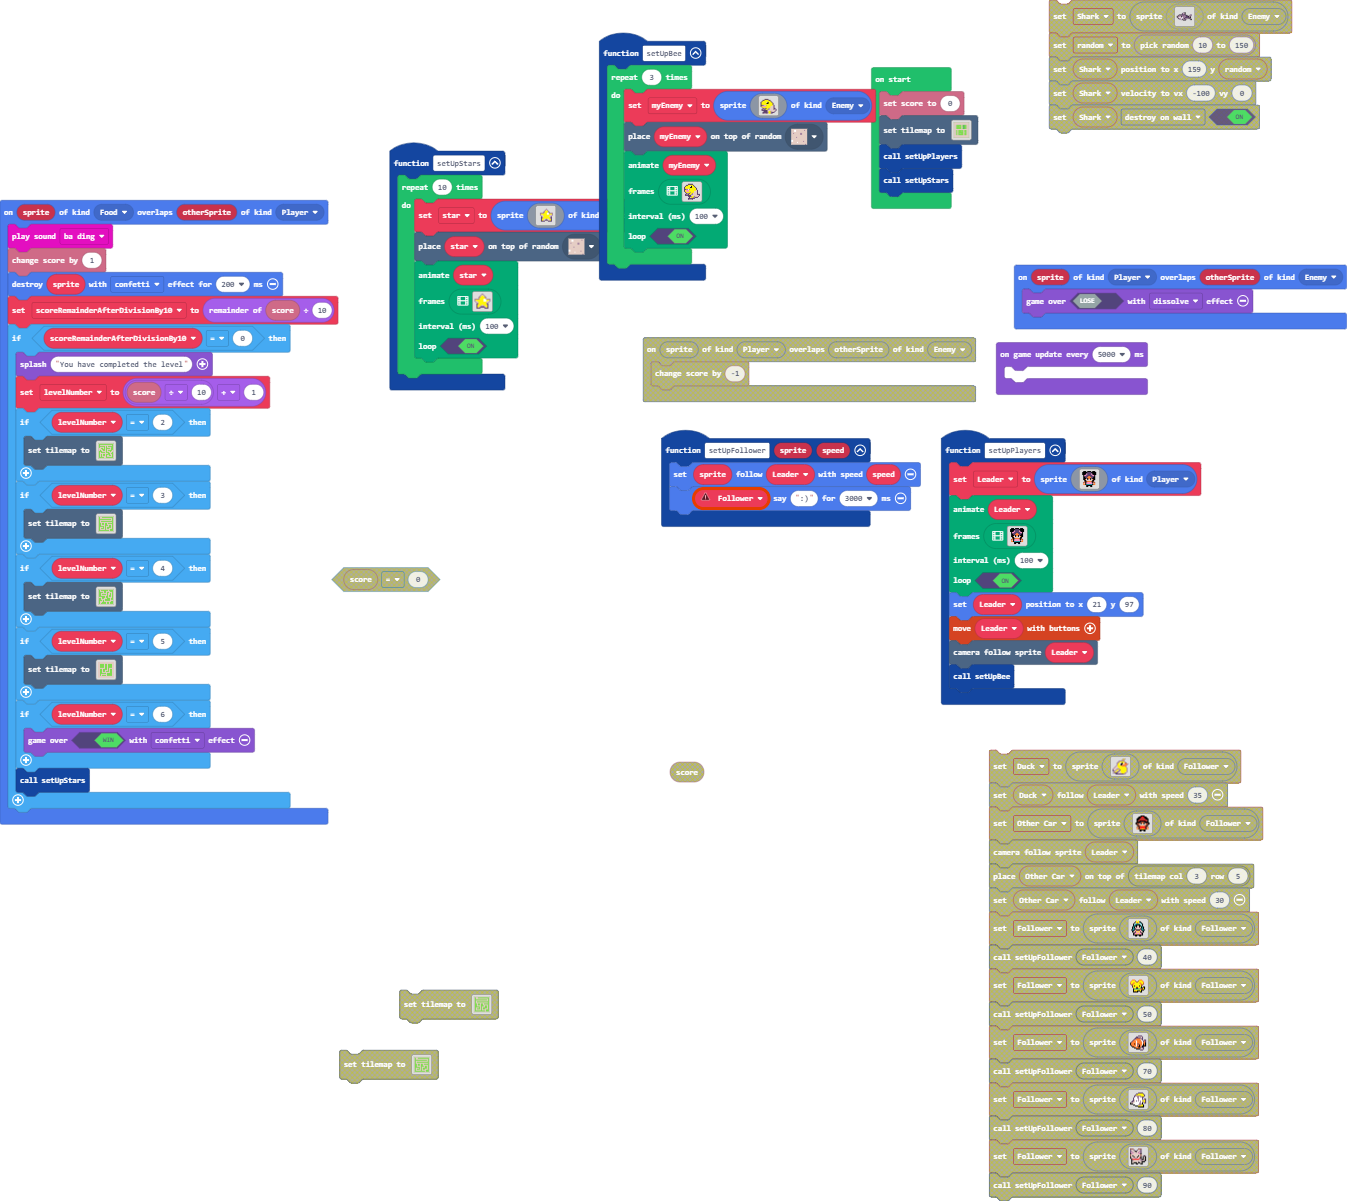 on sprite of kind Food overlaps otherSprite of kind Player
play sound ba ding
change score by 1
destroy sprite with confetti effect for 200 ms
set scoreRemainderAfterDivisionBy10 to remainder of score ÷ 10
if scoreRemainderAfterDivisionBy10 = 0 then
splash "You have completed the level"
set levelNumber to score ÷ 10 + 1
if levelNumber = 2 then
set tilemap to
if levelNumber = 3 then
set tilemap to
if levelNumber = 4 then
set tilemap to
if levelNumber = 5 then
set tilemap to
if levelNumber = 6 then
game over WIN with confetti effect
call setUpStars
function setUpStars
repeat 10 times
do
set star to sprite of kind
place star on top of random
animate star
frames
interval (ms) 100
loop ON
function setUpBee
repeat 3 times
do
set myEnemy to sprite of kind Enemy
place myEnemy on top of random
animate myEnemy
frames
interval (ms) 100
loop ON
on start
set score to 0
set tilemap to
call setUpPlayers
call setUpStars
set Shark to sprite of kind Enemy
set random to pick random 10 to 150
set Shark position to x 159 y random
set Shark velocity to vx -100 vy 0
set Shark destroy on wall ON
on sprite of kind Player overlaps otherSprite of kind Enemy
game over LOSE with dissolve effect
on sprite of kind Player overlaps otherSprite of kind Enemy
change score by -1
on game update every 5000 ms
function setUpFollower sprite speed
set sprite follow Leader with speed speed
Follower say ":)" for 3000 ms
function setUpPlayers
set Leader to sprite of kind Player
animate Leader
frames
interval (ms) 100
loop ON
set Leader position to x 21 y 97
move Leader with buttons
camera follow sprite Leader
call setUpBee
score = 0
score
set tilemap to
set tilemap to
set Duck to sprite of kind Follower
set Duck follow Leader with speed 35
set Other Car to sprite of kind Follower
camera follow sprite Leader
place Other Car on top of tilemap col 3 row 5
set Other Car follow Leader with speed 30
set Follower to sprite of kind Follower
call setUpFollower Follower 40
set Follower to sprite of kind Follower
call setUpFollower Follower 50
set Follower to sprite of kind Follower
call setUpFollower Follower 70
set Follower to sprite of kind Follower
call setUpFollower Follower 80
set Follower to sprite of kind Follower
call setUpFollower Follower 90